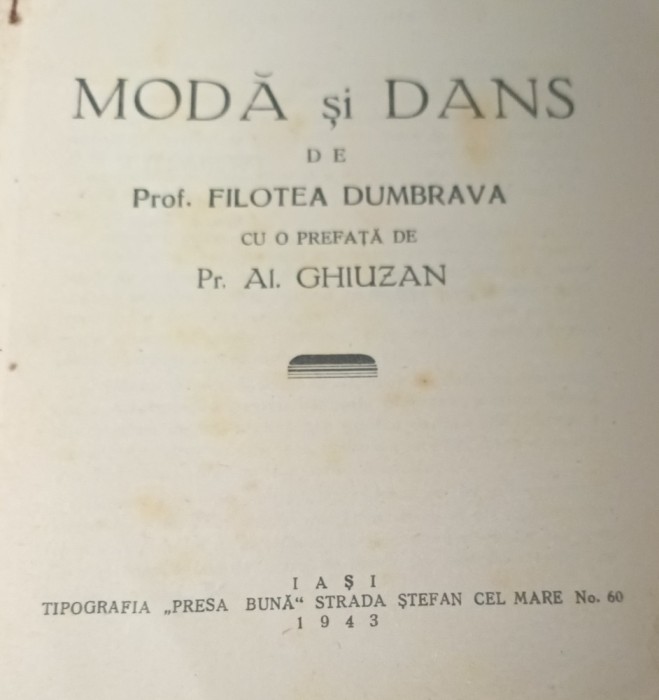 MODĂ și DANS
DE
Prof. FILOTEA DUMBRAVA
CU O PREFAȚĂ DE
Pr. Al. GHIUZAN
IAȘI
TIPOGRAFIA „PRESA BUNĂ“ STRADA ȘTEFAN CEL MARE No. 60
1943